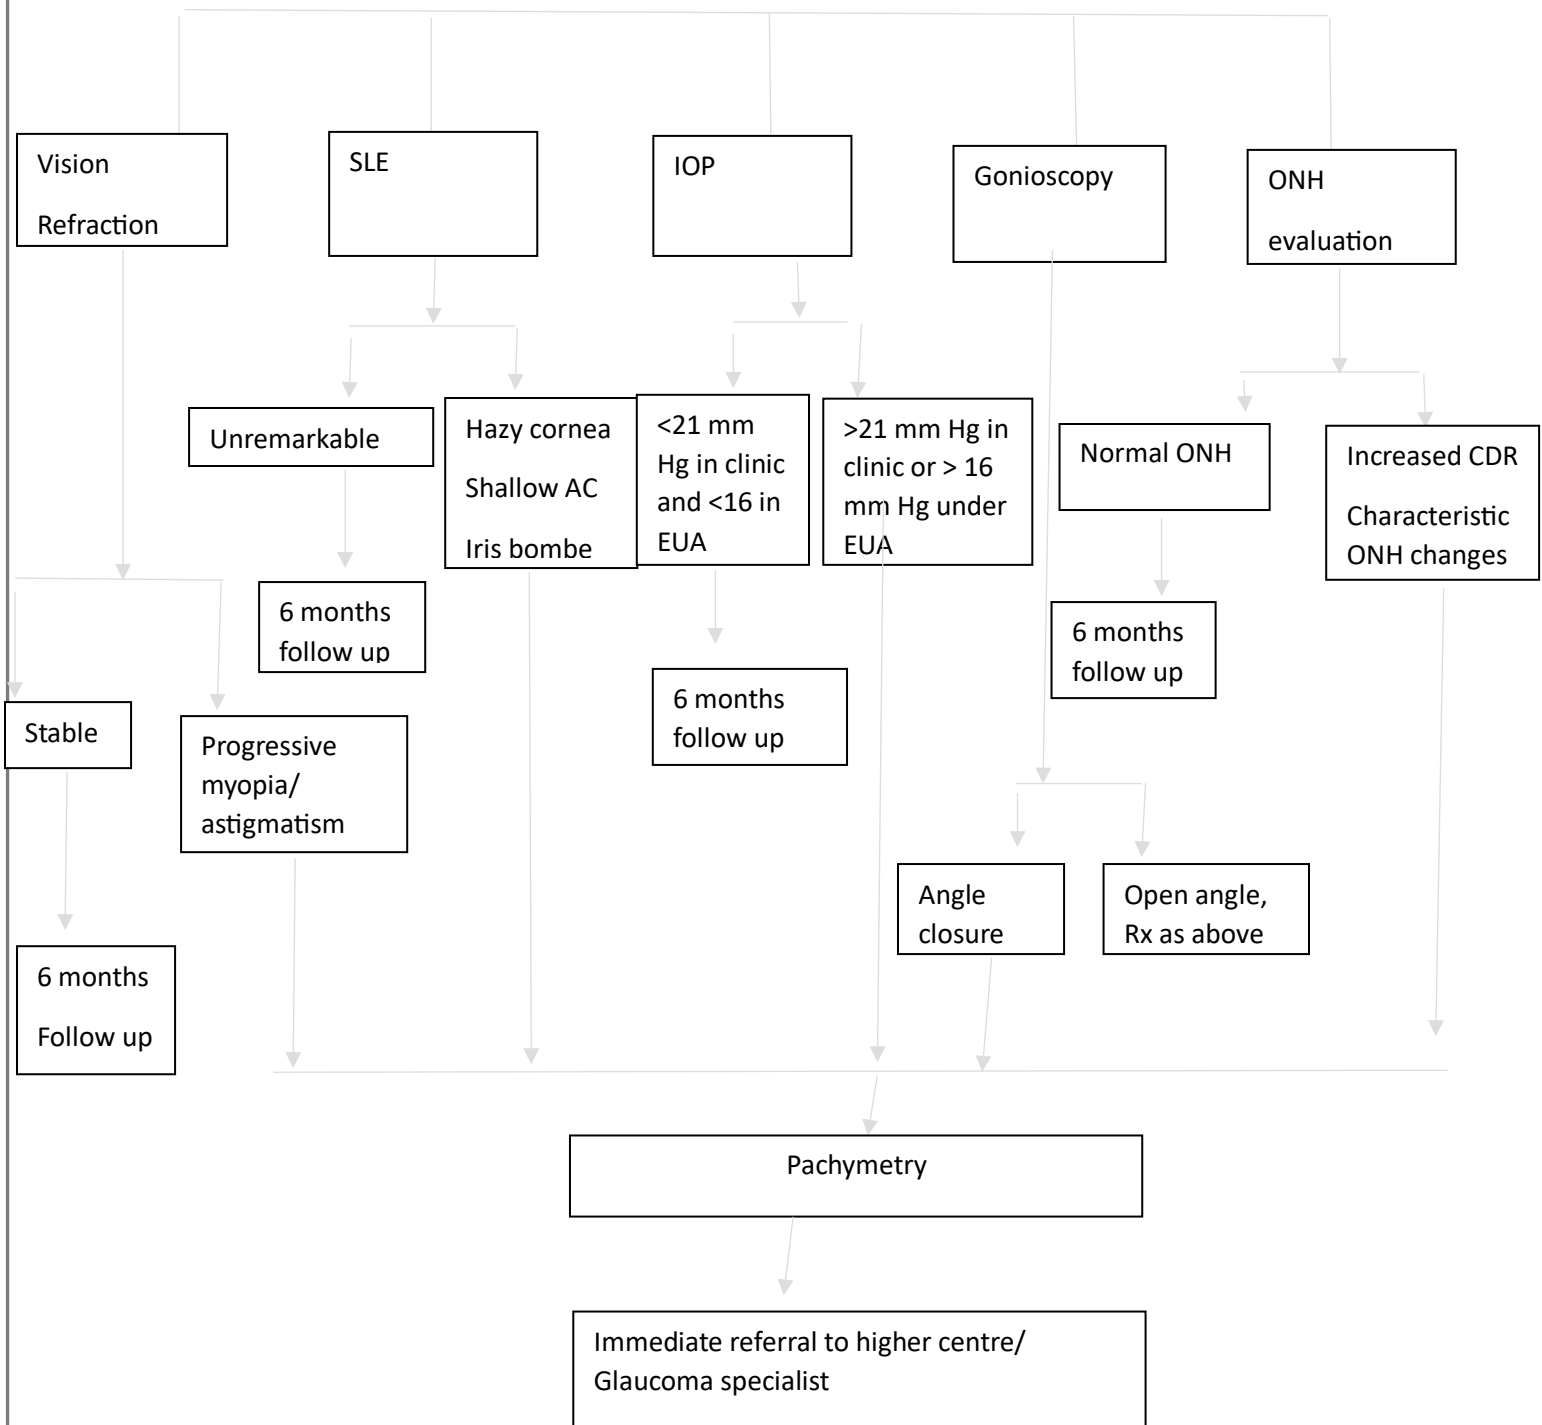 Vision
Refraction
SLE
IOP
Gonioscopy
ONH
evaluation
Unremarkable
Hazy cornea
Shallow AC
Iris bombe
<21 mm
Hg in clinic
and <16 in
EUA
>21 mm Hg in
clinic or > 16
mm Hg under
EUA
Normal ONH
Increased CDR
Characteristic
ONH changes
6 months
follow up
6 months
follow up
6 months
follow up
Stable
Progressive
myopia/
astigmatism
Angle
closure
Open angle,
Rx as above
6 months
Follow up
Pachymetry
Immediate referral to higher centre/
Glaucoma specialist